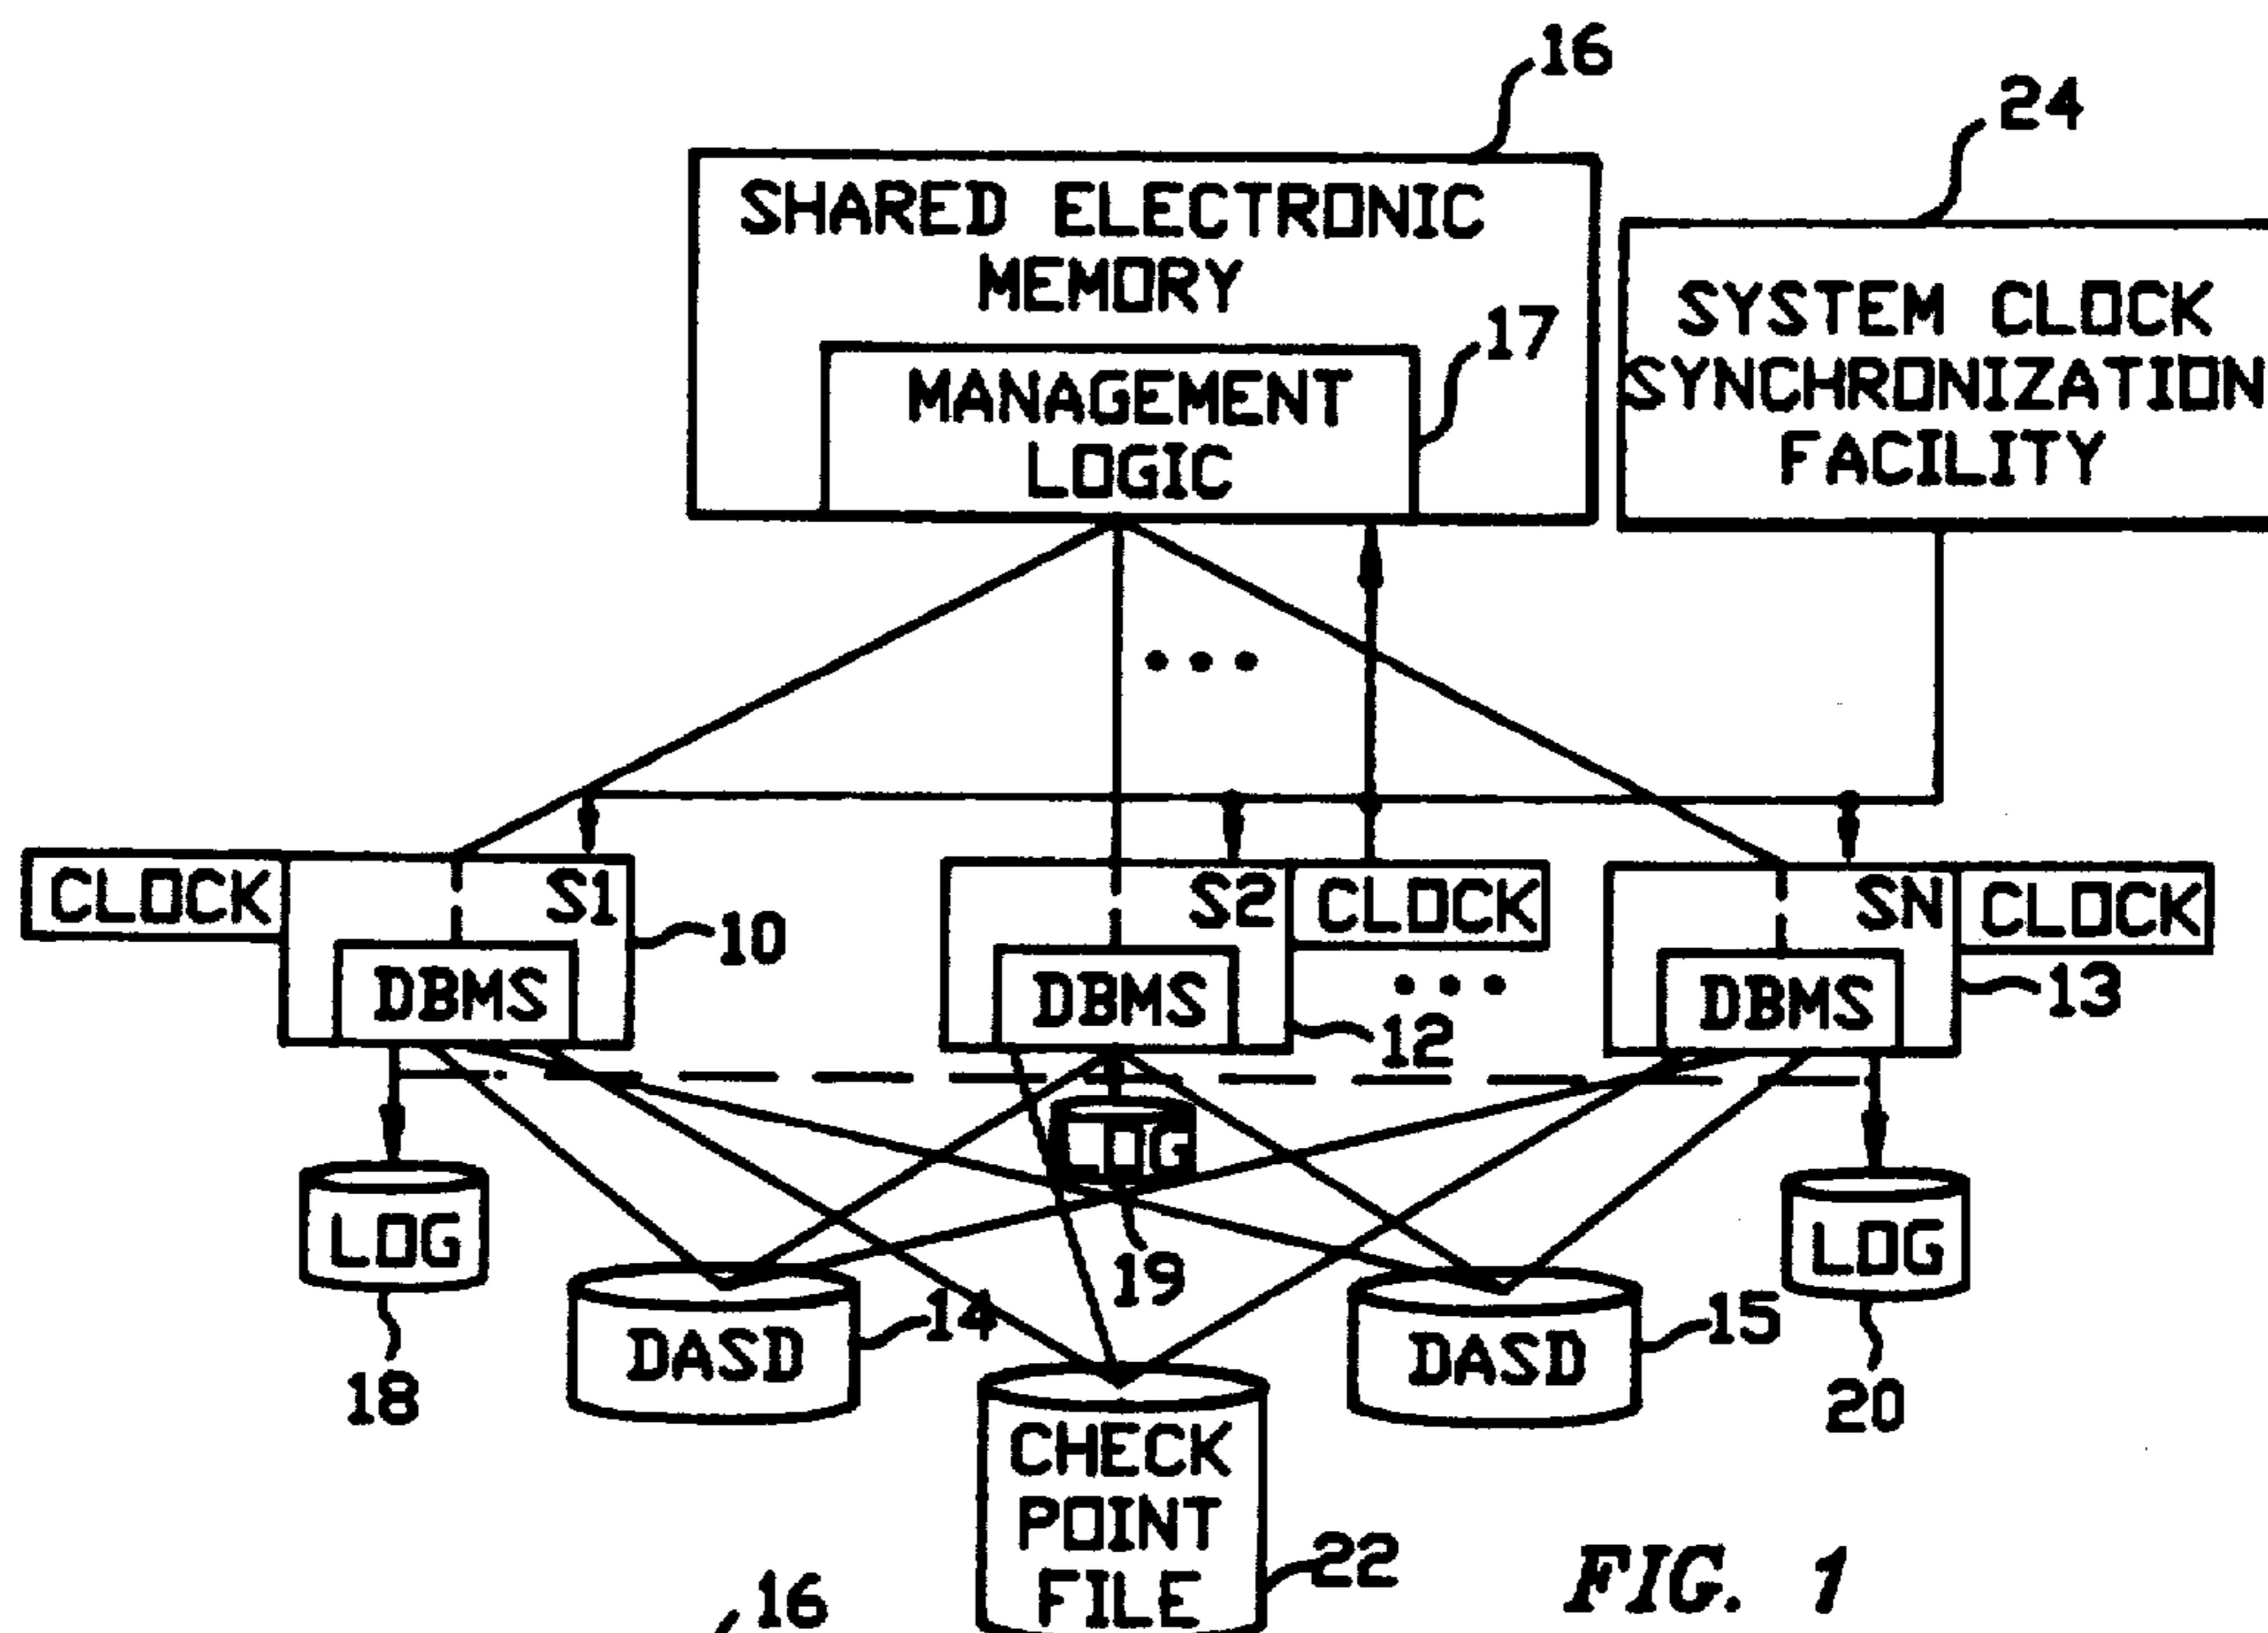 16
24
SHARED ELECTRONIC
MEMORY
17
MANAGEMENT
LOGIC
SYSTEM CLOCK
SYNCHRONIZATION
FACILITY
CLOCK
S1
10
DBMS
S2
CLOCK
DBMS
12
SN
CLOCK
DBMS
13
LOG
18
LOG
19
LOG
20
DASD
14
DASD
15
CHECK
POINT
FILE
22
FIG. 1
16